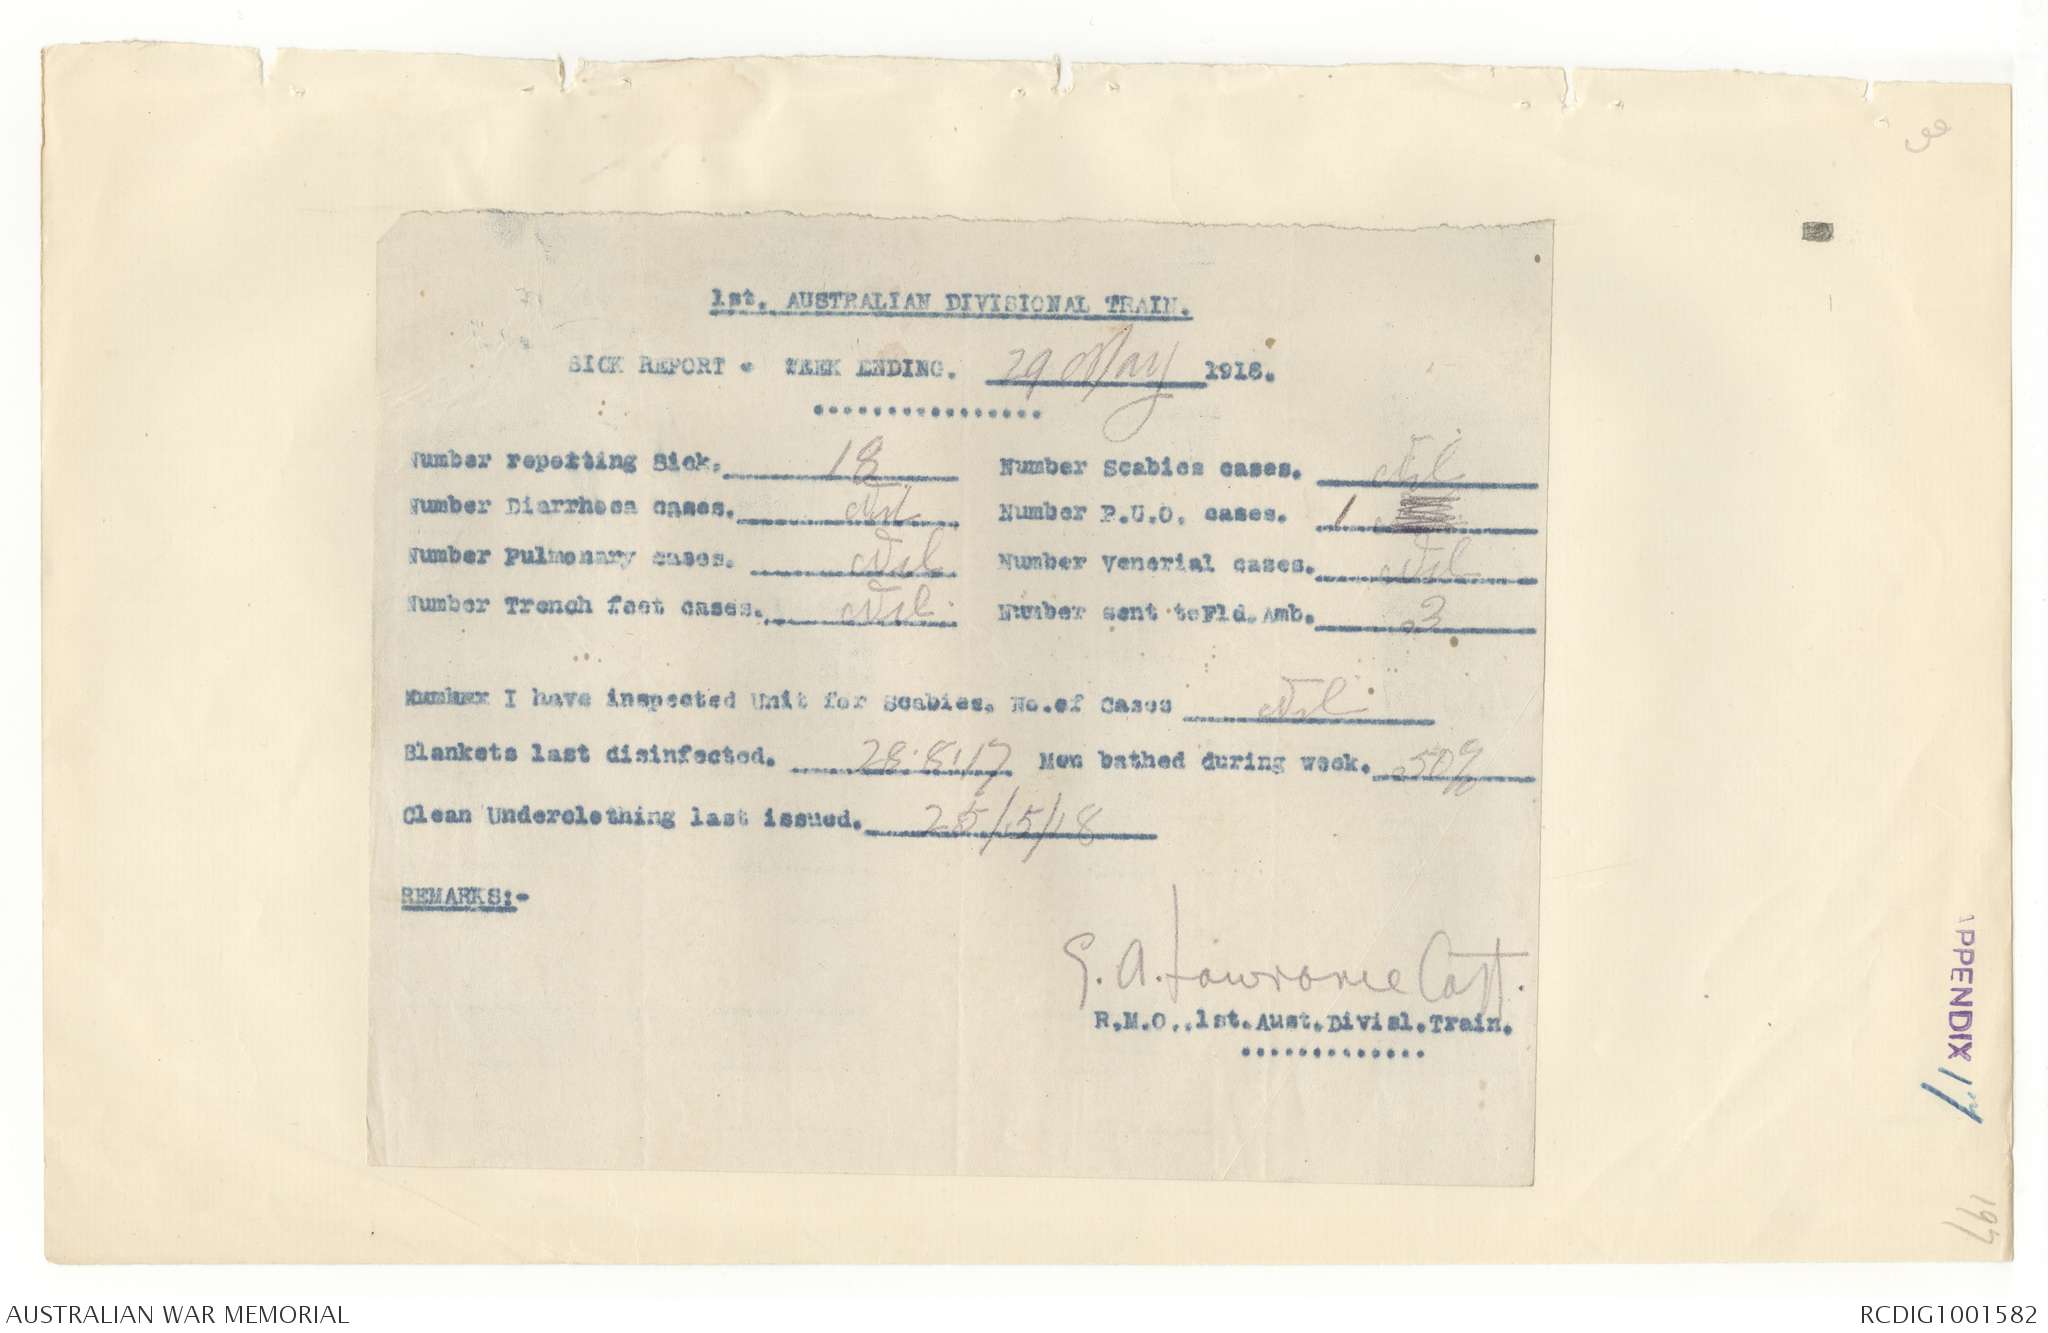 1st. AUSTRALIAN DIVISIONAL TRAIN.
SICK REPORT - WEEK ENDING. 29 May 1918.
................
Number reporting Sick. 18 Number Scabies cases. Nil
Number Diarrhoea cases. Nil Number P.U.O. cases. 1
Number Pulmonary cases. Nil Number Venerial cases. Nil
Number Trench feet cases. Nil Number sent to Fld. Amb. 3
Number I have inspected Unit for Scabies. No. of Cases Nil
Blankets last disinfected. 28.8.17 Men bathed during week. 50%
Clean Underclothing last issued. 25/5/18
REMARKS:-
G. A. Lawrance Capt.
R.M.O., 1st. Aust. Divisl. Train.
.............
APPENDIX 17
197
AUSTRALIAN WAR MEMORIAL RCDIG1001582